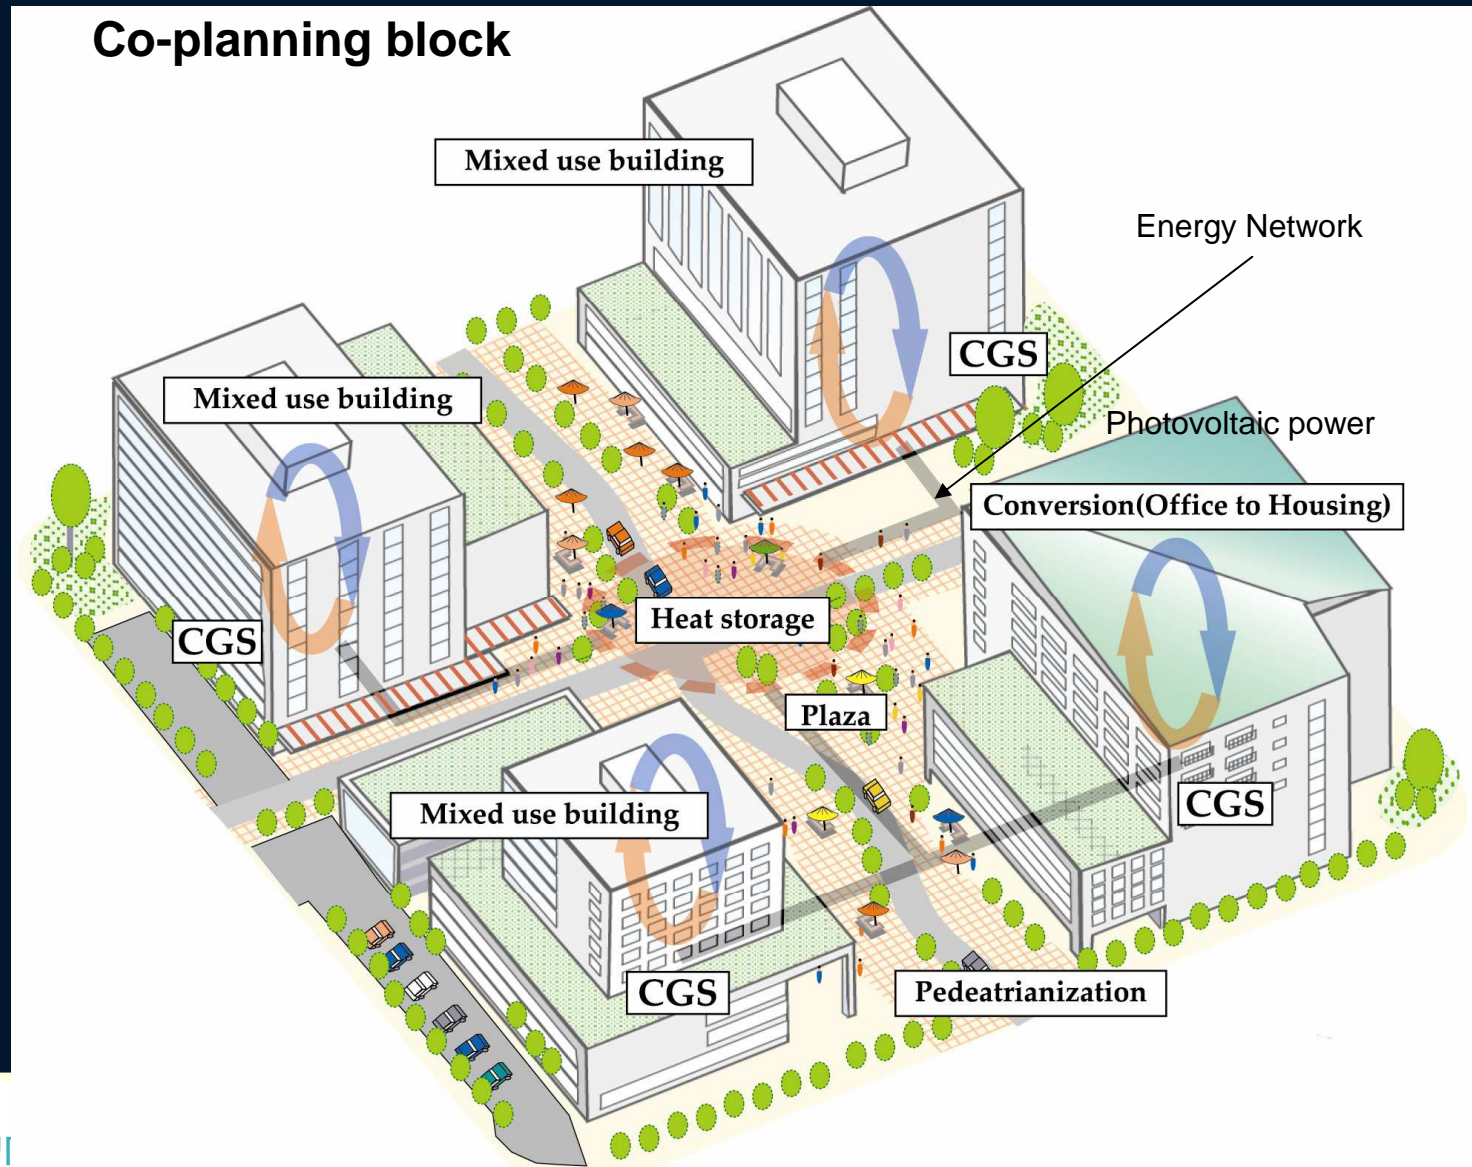 Co-planning block
Mixed use building
Energy Network
CGS
Mixed use building
Photovoltaic power
Conversion(Office to Housing)
Heat storage
CGS
Plaza
Mixed use building
CGS
CGS
Pedeatrianization